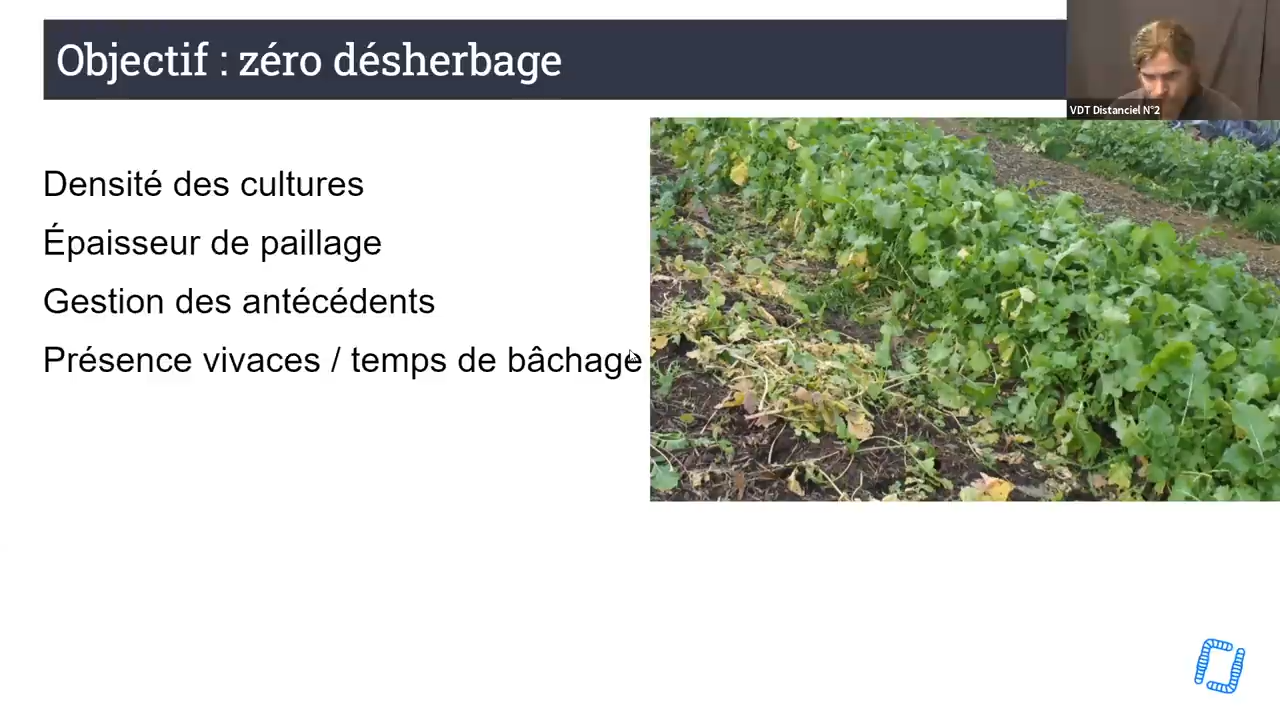 Objectif : zéro désherbage
VDT Distanciel N°2
Densité des cultures
Épaisseur de paillage
Gestion des antécédents
Présence vivaces / temps de bâchage